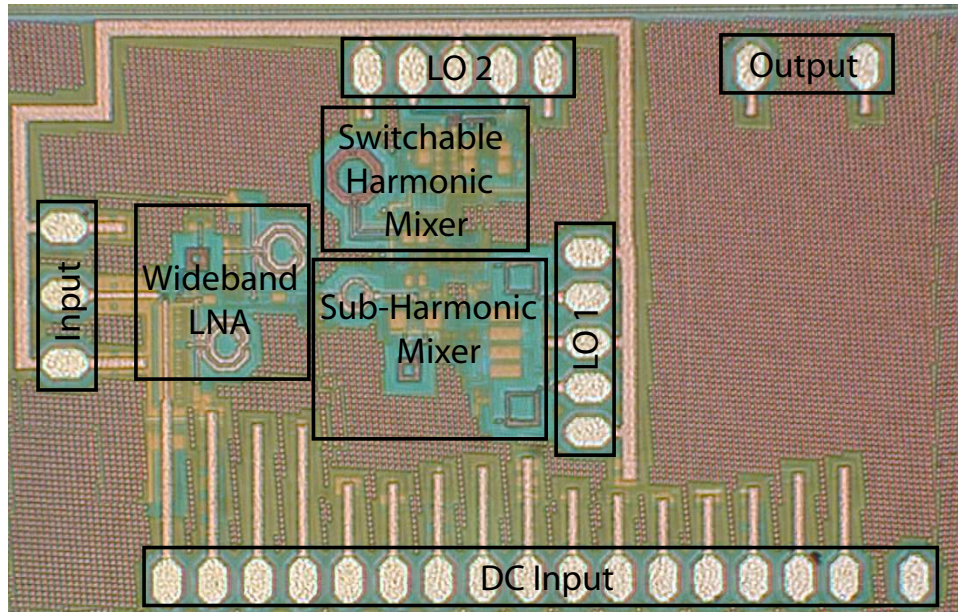 LO 2
Output
Switchable
Harmonic
Mixer
Input
Wideband
LNA
Sub-Harmonic
Mixer
LO 1
DC Input